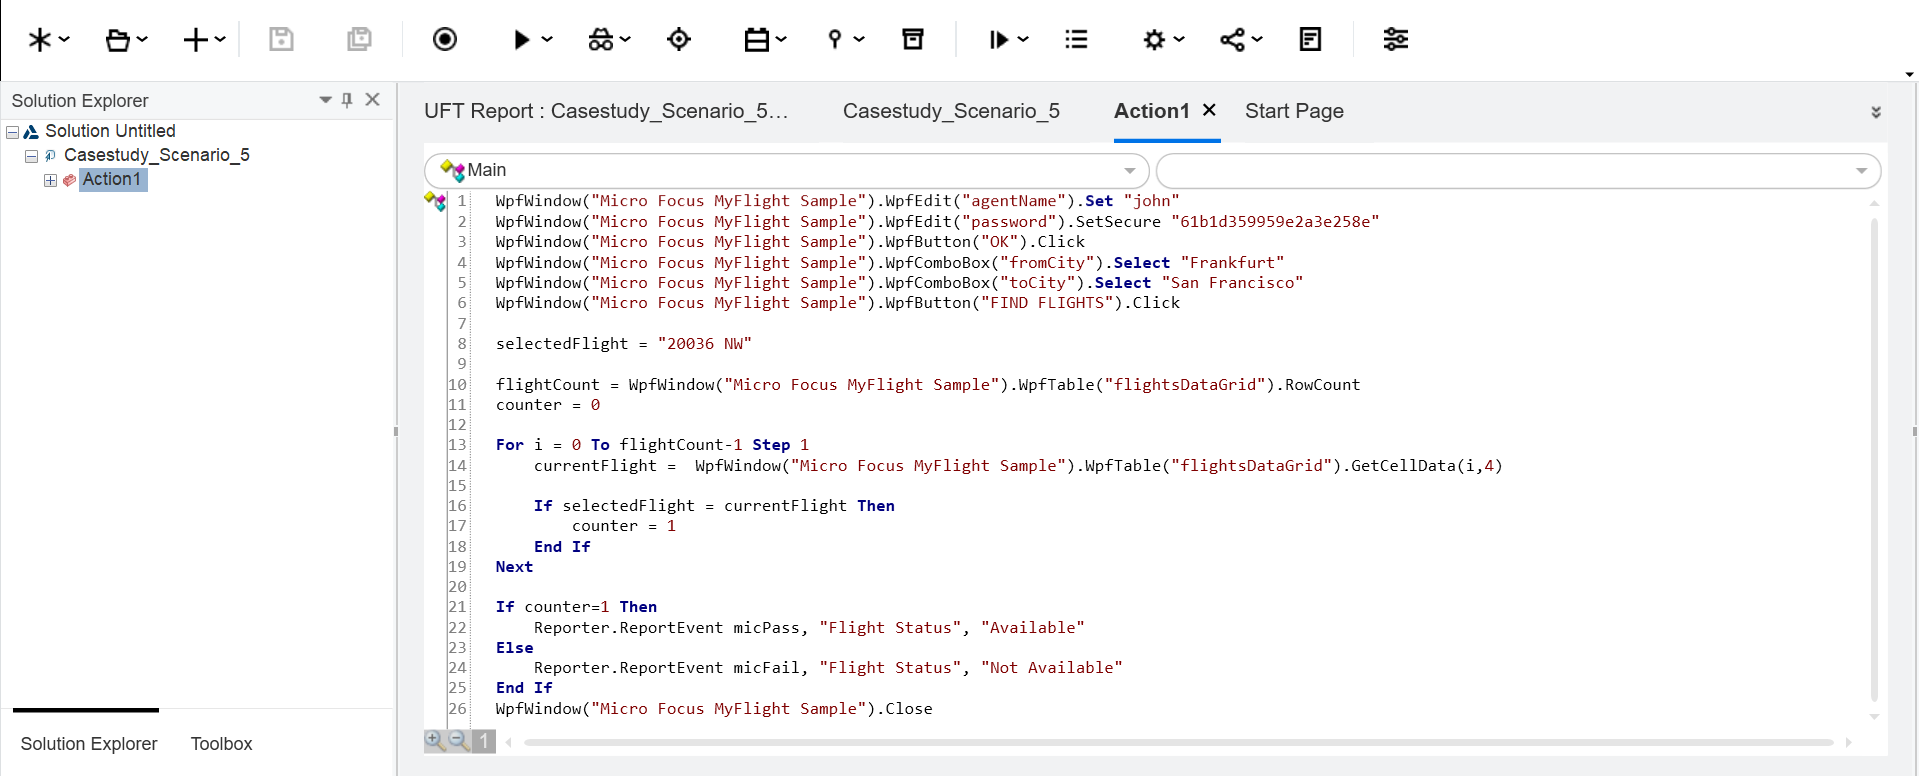 Solution Explorer
Solution Untitled
Casestudy_Scenario_5
Action1
Solution Explorer Toolbox
UFT Report : Casestudy_Scenario_5... Casestudy_Scenario_5 Action1 Start Page
Main
1 WpfWindow("Micro Focus MyFlight Sample").WpfEdit("agentName").Set "john"
2 WpfWindow("Micro Focus MyFlight Sample").WpfEdit("password").SetSecure "61b1d359959e2a3e258e"
3 WpfWindow("Micro Focus MyFlight Sample").WpfButton("OK").Click
4 WpfWindow("Micro Focus MyFlight Sample").WpfComboBox("fromCity").Select "Frankfurt"
5 WpfWindow("Micro Focus MyFlight Sample").WpfComboBox("toCity").Select "San Francisco"
6 WpfWindow("Micro Focus MyFlight Sample").WpfButton("FIND FLIGHTS").Click
7
8 selectedFlight = "20036 NW"
9
10 flightCount = WpfWindow("Micro Focus MyFlight Sample").WpfTable("flightsDataGrid").RowCount
11 counter = 0
12
13 For i = 0 To flightCount-1 Step 1
14 currentFlight =  WpfWindow("Micro Focus MyFlight Sample").WpfTable("flightsDataGrid").GetCellData(i,4)
15
16 If selectedFlight = currentFlight Then
17 counter = 1
18 End If
19 Next
20
21 If counter=1 Then
22 Reporter.ReportEvent micPass, "Flight Status", "Available"
23 Else
24 Reporter.ReportEvent micFail, "Flight Status", "Not Available"
25 End If
26 WpfWindow("Micro Focus MyFlight Sample").Close
1